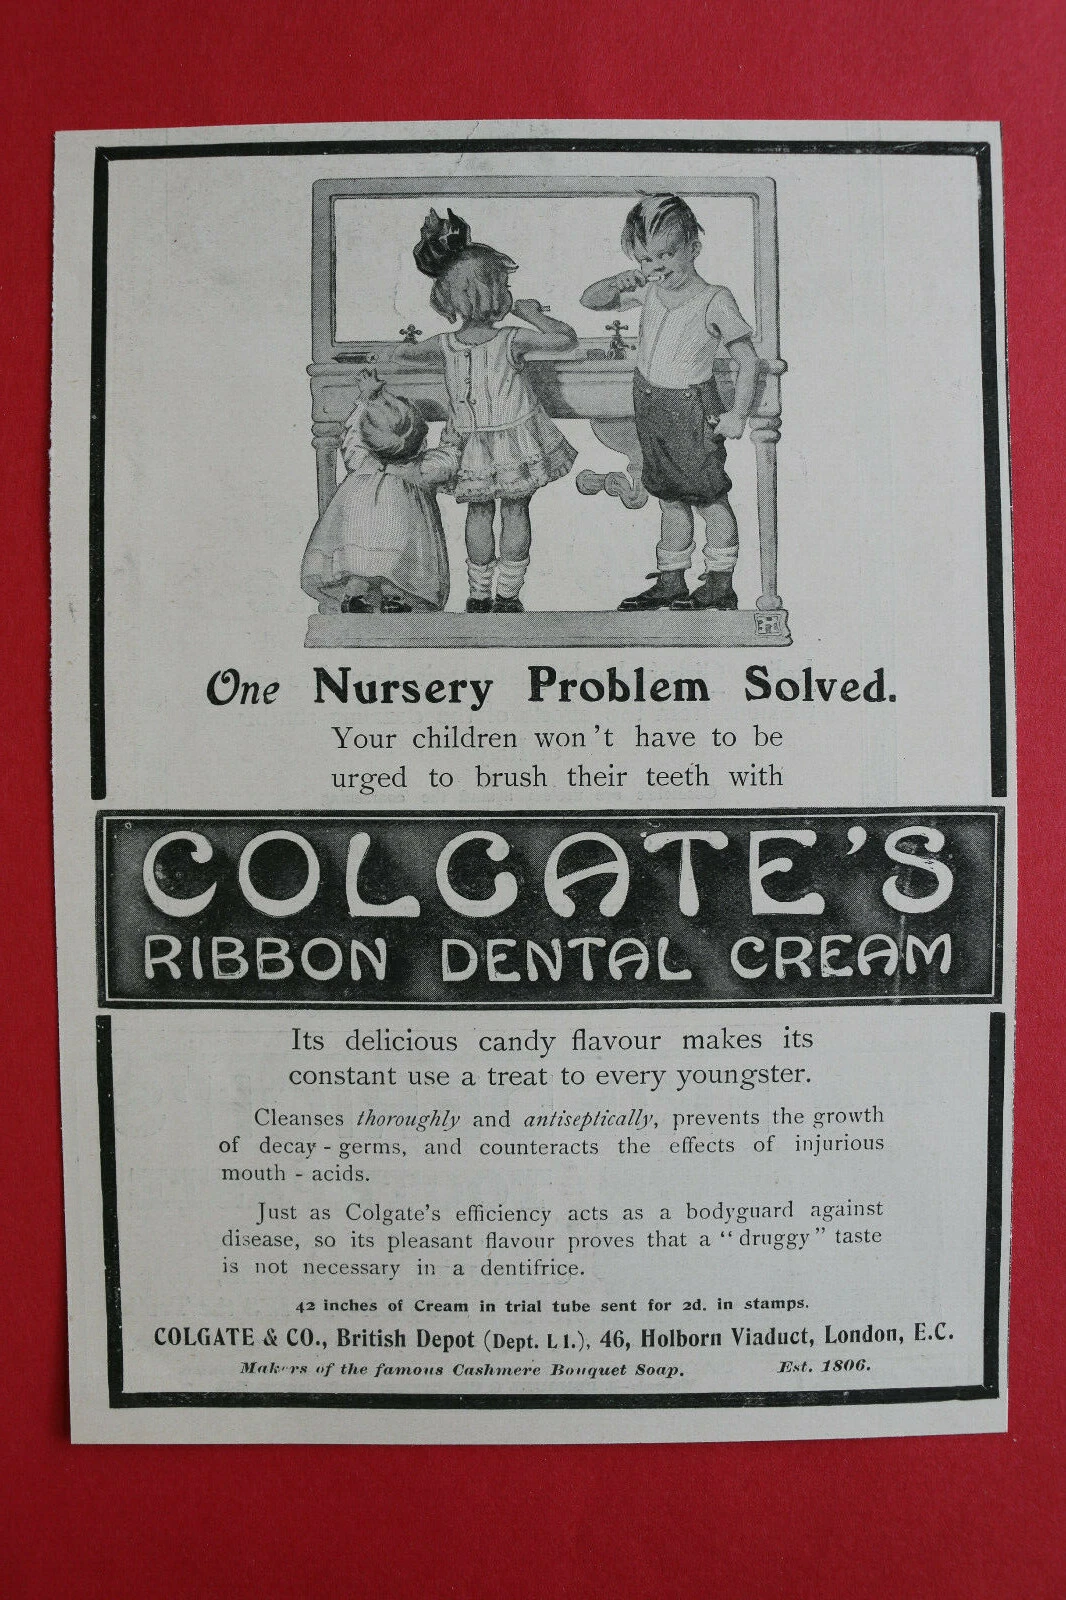 One Nursery Problem Solved.
Your children won't have to be
urged to brush their teeth with
COLGATE'S
RIBBON DENTAL CREAM
Its delicious candy flavour makes its
constant use a treat to every youngster.
Cleanses thoroughly and antiseptically, prevents the growth
of decay - germs, and counteracts the effects of injurious
mouth - acids.
Just as Colgate's efficiency acts as a bodyguard against
disease, so its pleasant flavour proves that a "druggy" taste
is not necessary in a dentifrice.
42 inches of Cream in trial tube sent for 2d. in stamps.
COLGATE & CO., British Depot (Dept. L1.), 46, Holborn Viaduct, London, E.C.
Makers of the famous Cashmere Bouquet Soap. Est. 1806.